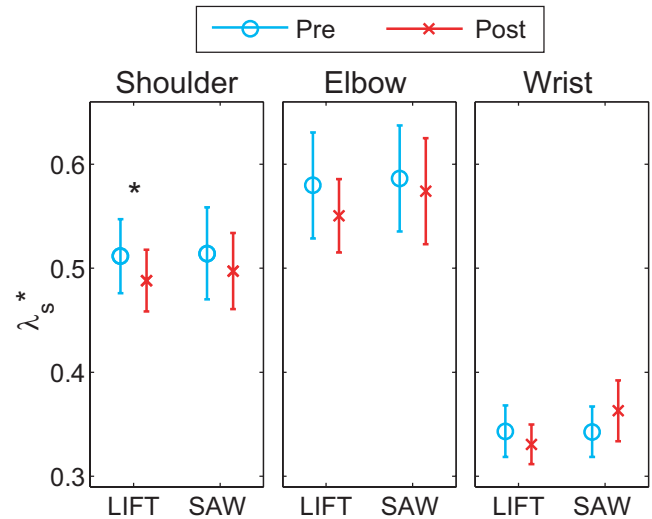 Pre Post
Shoulder Elbow Wrist
0.6
*
0.5
λs*
0.4
0.3
LIFT SAW LIFT SAW LIFT SAW